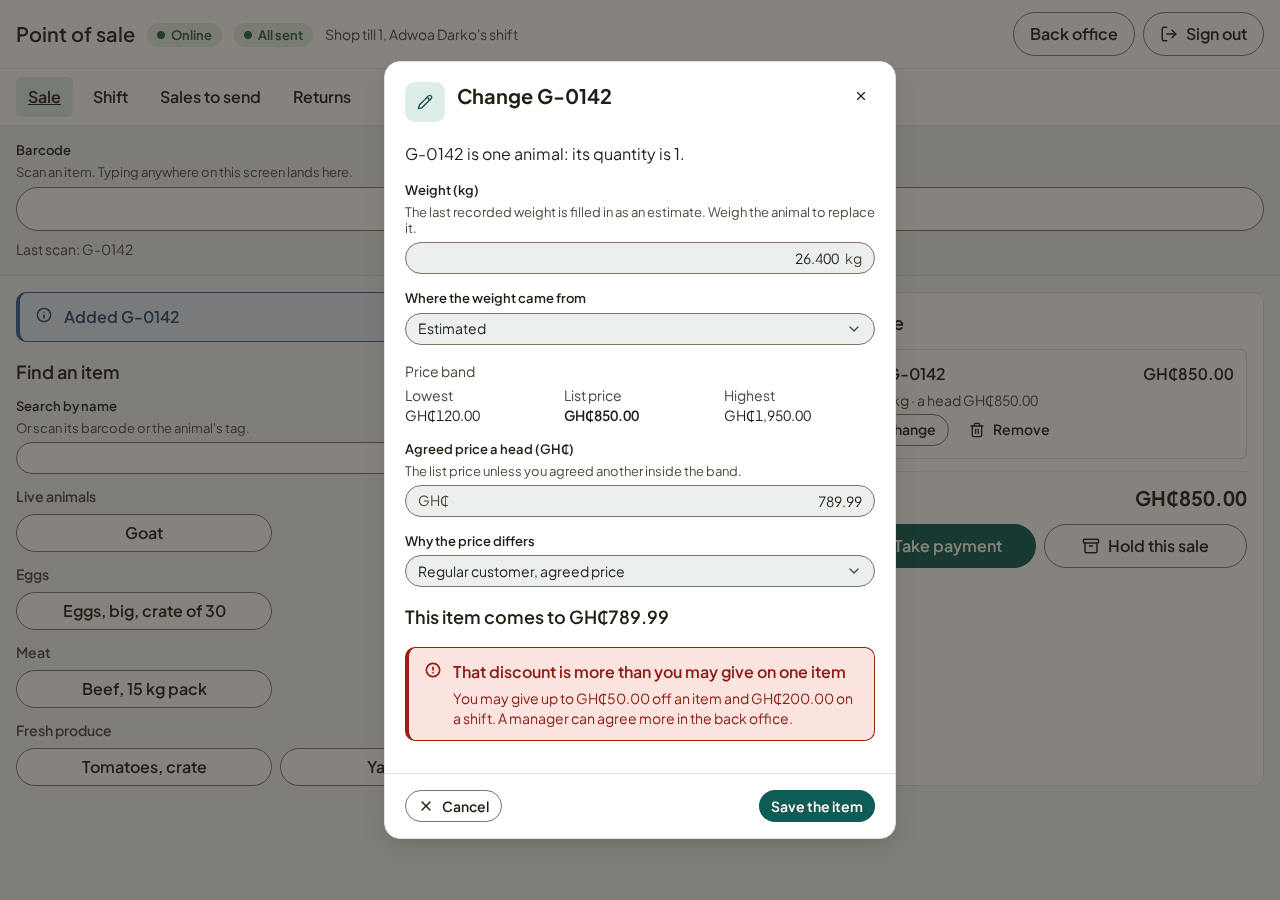 Point of sale
Online
All sent
Shop till 1, Adwoa Darko's shift
Back office
Sign out
Sale
Shift
Sales to send
Returns
Barcode
Scan an item. Typing anywhere on this screen lands here.
Last scan: G-0142
Added G-0142
Find an item
Search by name
Or scan its barcode or the animal's tag.
Live animals
Goat
Eggs
Eggs, big, crate of 30
Meat
Beef, 15 kg pack
Fresh produce
Tomatoes, crate
Change G-0142
G-0142 is one animal: its quantity is 1.
Weight (kg)
The last recorded weight is filled in as an estimate. Weigh the animal to replace
it.
26.400 kg
Where the weight came from
Estimated
Price band
Lowest List price Highest
GH₵120.00 GH₵850.00 GH₵1,950.00
Agreed price a head (GH₵)
The list price unless you agreed another inside the band.
GH₵ 789.99
Why the price differs
Regular customer, agreed price
This item comes to GH₵789.99
That discount is more than you may give on one item
You may give up to GH₵50.00 off an item and GH₵200.00 on
a shift. A manager can agree more in the back office.
Cancel
Save the item
G-0142 GH₵850.00
kg · a head GH₵850.00
Remove
GH₵850.00
Take payment
Hold this sale